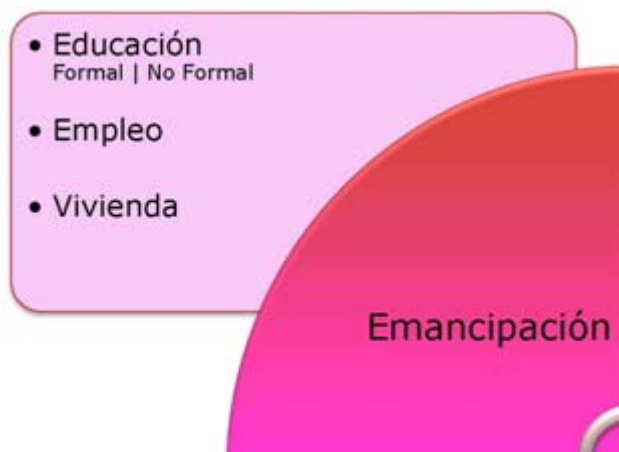 • Educación
Formal | No Formal
• Empleo
• Vivienda
Emancipación